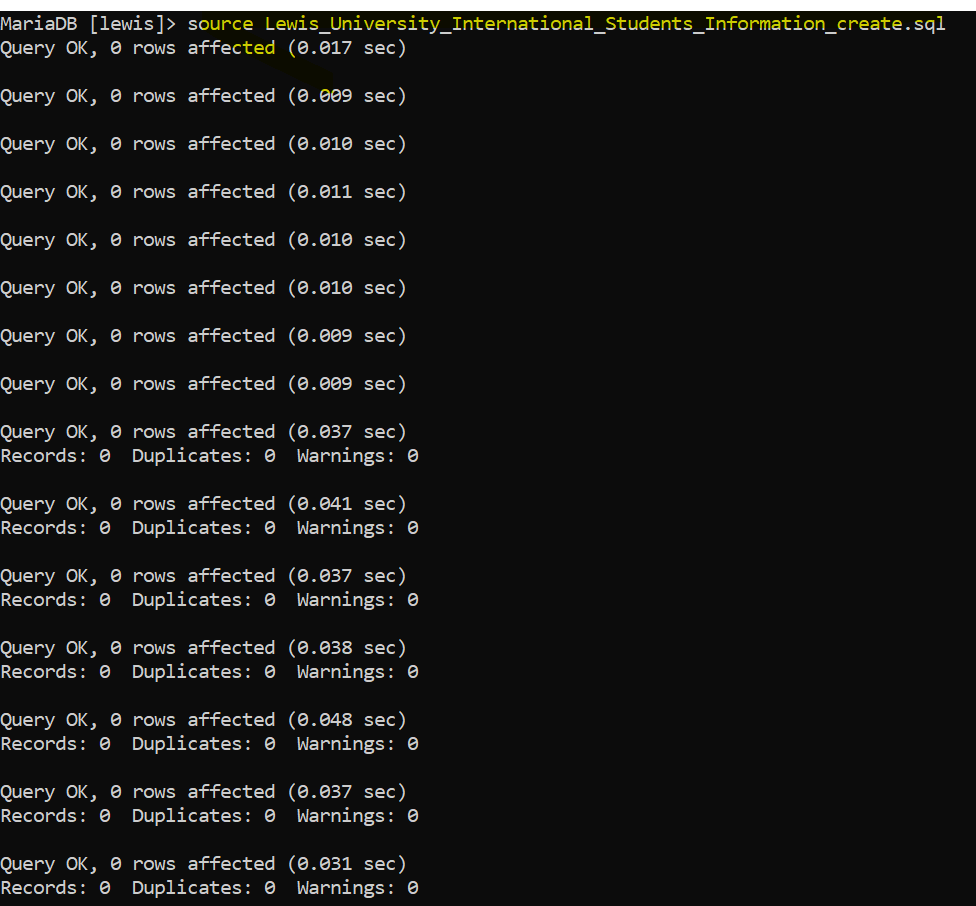 MariaDB [lewis]> source Lewis_University_International_Students_Information_create.sql
Query OK, 0 rows affected (0.017 sec)
Query OK, 0 rows affected (0.009 sec)
Query OK, 0 rows affected (0.010 sec)
Query OK, 0 rows affected (0.011 sec)
Query OK, 0 rows affected (0.010 sec)
Query OK, 0 rows affected (0.010 sec)
Query OK, 0 rows affected (0.009 sec)
Query OK, 0 rows affected (0.009 sec)
Query OK, 0 rows affected (0.037 sec)
Records: 0  Duplicates: 0  Warnings: 0
Query OK, 0 rows affected (0.041 sec)
Records: 0  Duplicates: 0  Warnings: 0
Query OK, 0 rows affected (0.037 sec)
Records: 0  Duplicates: 0  Warnings: 0
Query OK, 0 rows affected (0.038 sec)
Records: 0  Duplicates: 0  Warnings: 0
Query OK, 0 rows affected (0.048 sec)
Records: 0  Duplicates: 0  Warnings: 0
Query OK, 0 rows affected (0.037 sec)
Records: 0  Duplicates: 0  Warnings: 0
Query OK, 0 rows affected (0.031 sec)
Records: 0  Duplicates: 0  Warnings: 0